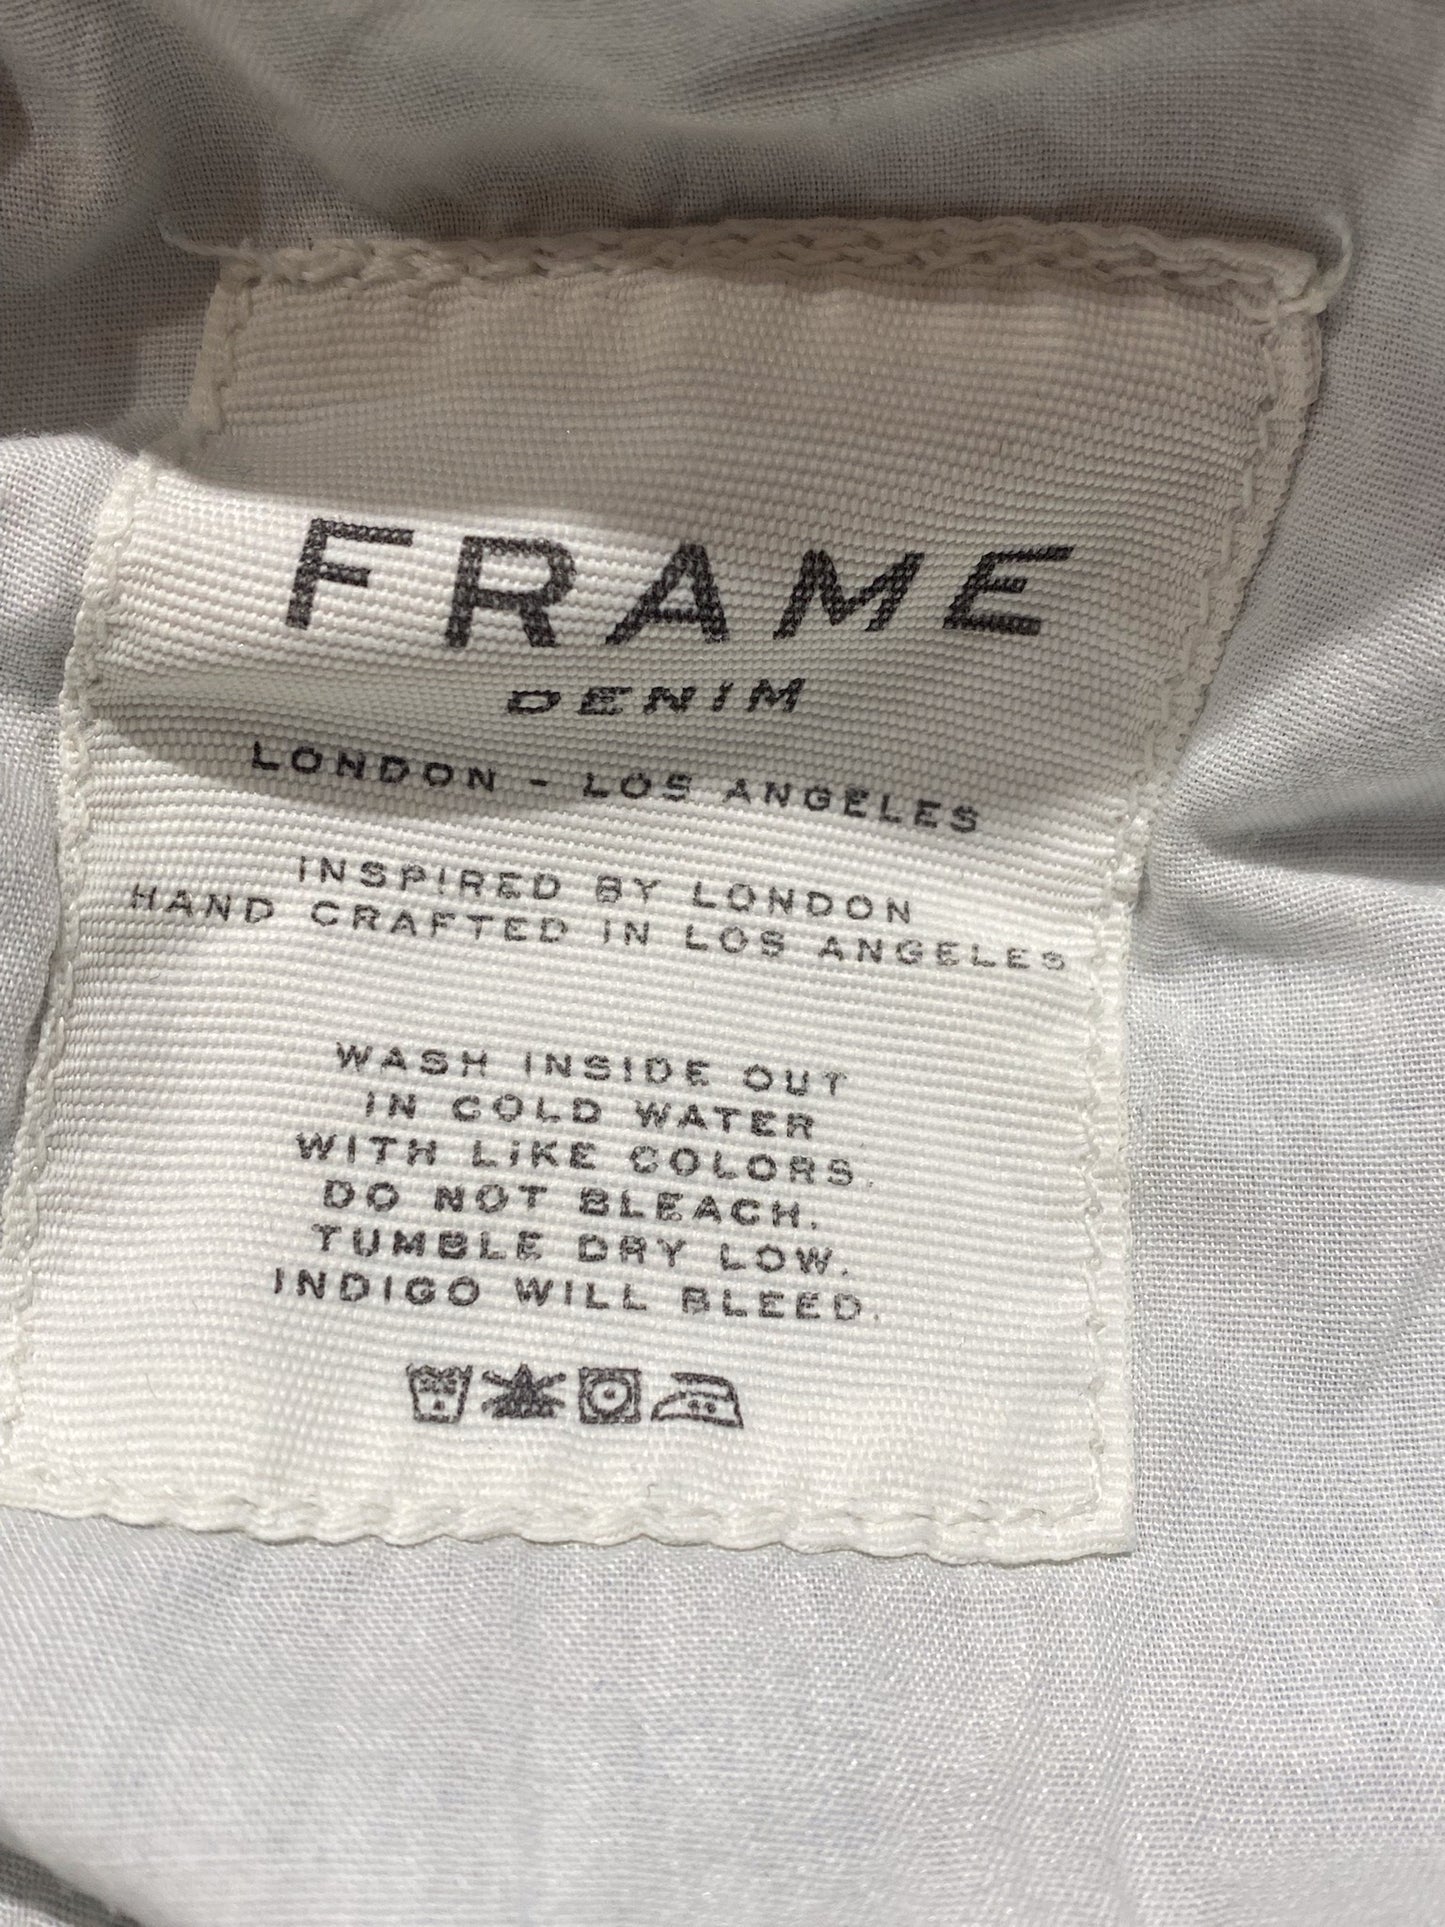 FRAME
DENIM
LONDON - LOS ANGELES
INSPIRED BY LONDON
HAND CRAFTED IN LOS ANGELES
WASH INSIDE OUT
IN COLD WATER
WITH LIKE COLORS.
DO NOT BLEACH.
TUMBLE DRY LOW.
INDIGO WILL BLEED.